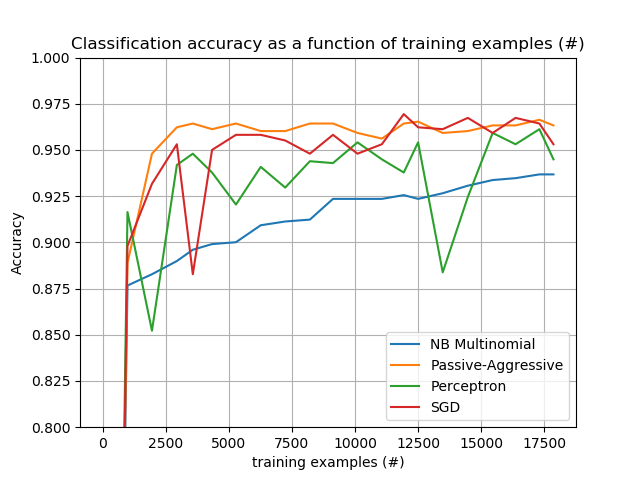 Classification accuracy as a function of training examples (#)
1.000
0.975
0.950
0.925
0.900
0.875
0.850
0.825
0.800
Accuracy
0
2500
5000
7500
10000
12500
15000
17500
training examples (#)
NB Multinomial
Passive-Aggressive
Perceptron
SGD